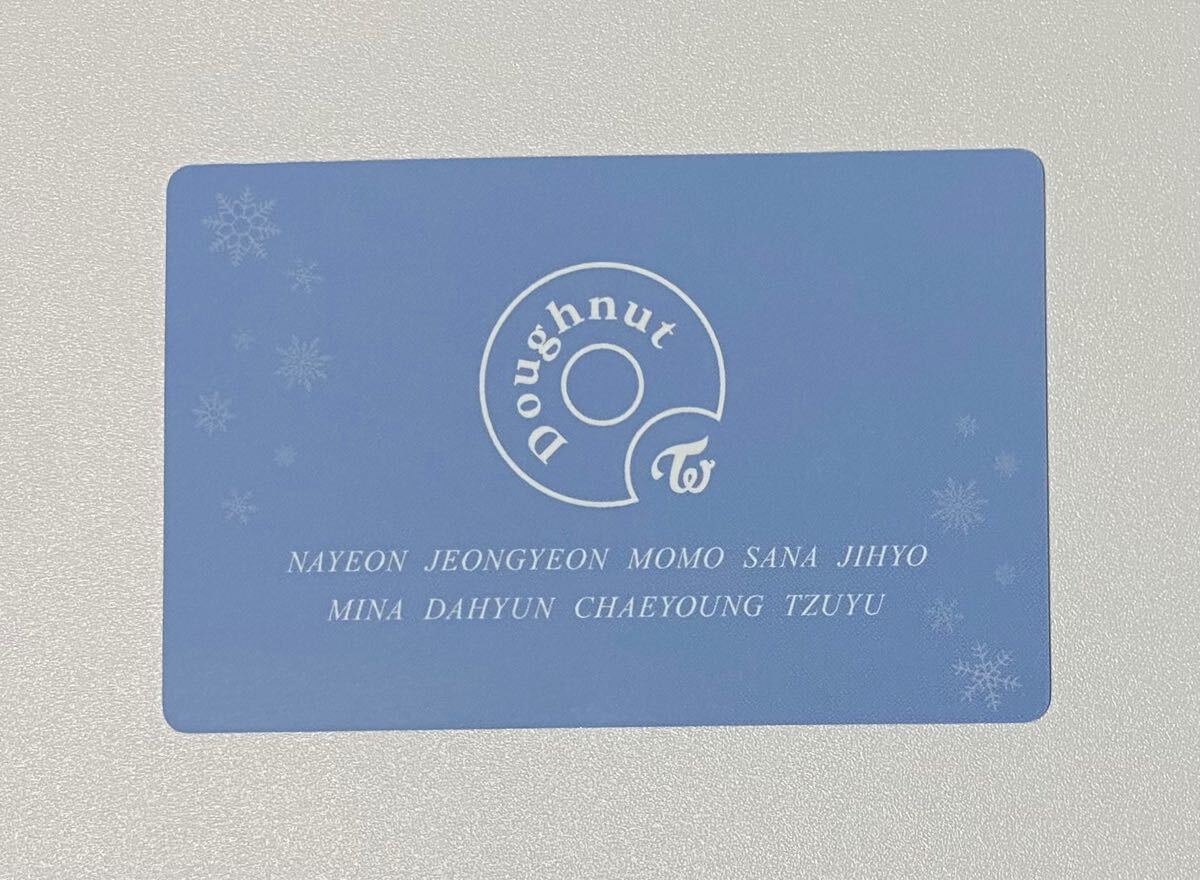 Doughnut
TW
NAYEON JEONGYEON MOMO SANA JIHYO
MINA DAHYUN CHAEYOUNG TZUYU